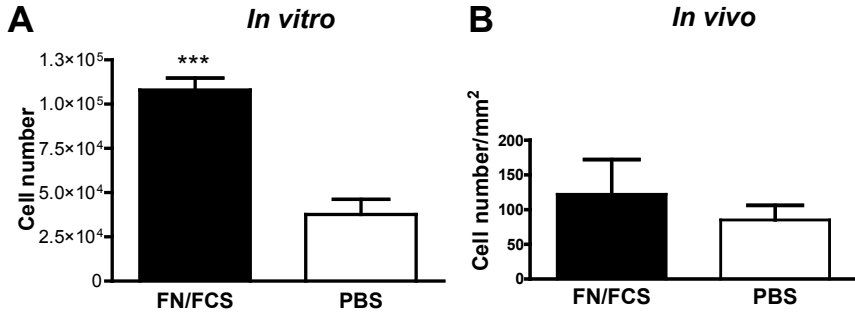 A
In vitro
***
1.3×10⁵
1.0×10⁵
7.5×10⁴
5.0×10⁴
2.5×10⁴
0
Cell number
FN/FCS
PBS
B
In vivo
200
150
100
50
0
Cell number/mm²
FN/FCS
PBS